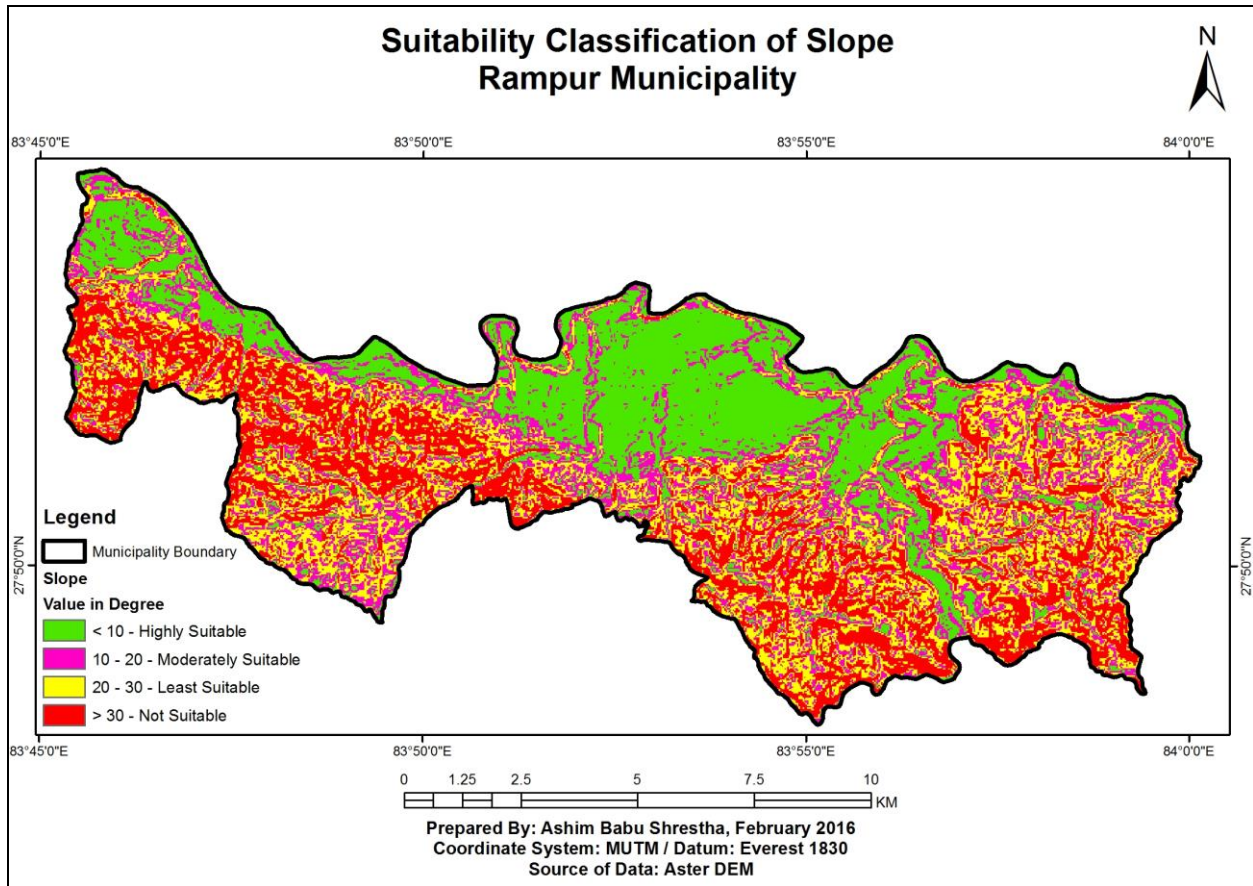 Suitability Classification of Slope
Rampur Municipality
N
83°45'0"E 83°50'0"E 83°55'0"E 84°0'0"E
Legend
Municipality Boundary
Slope
Value in Degree
< 10 - Highly Suitable
10 - 20 - Moderately Suitable
20 - 30 - Least Suitable
> 30 - Not Suitable
27°50'0"N
27°50'0"N
83°45'0"E 83°50'0"E 83°55'0"E 84°0'0"E
0 1.25 2.5 5 7.5 10
KM
Prepared By: Ashim Babu Shrestha, February 2016
Coordinate System: MUTM / Datum: Everest 1830
Source of Data: Aster DEM